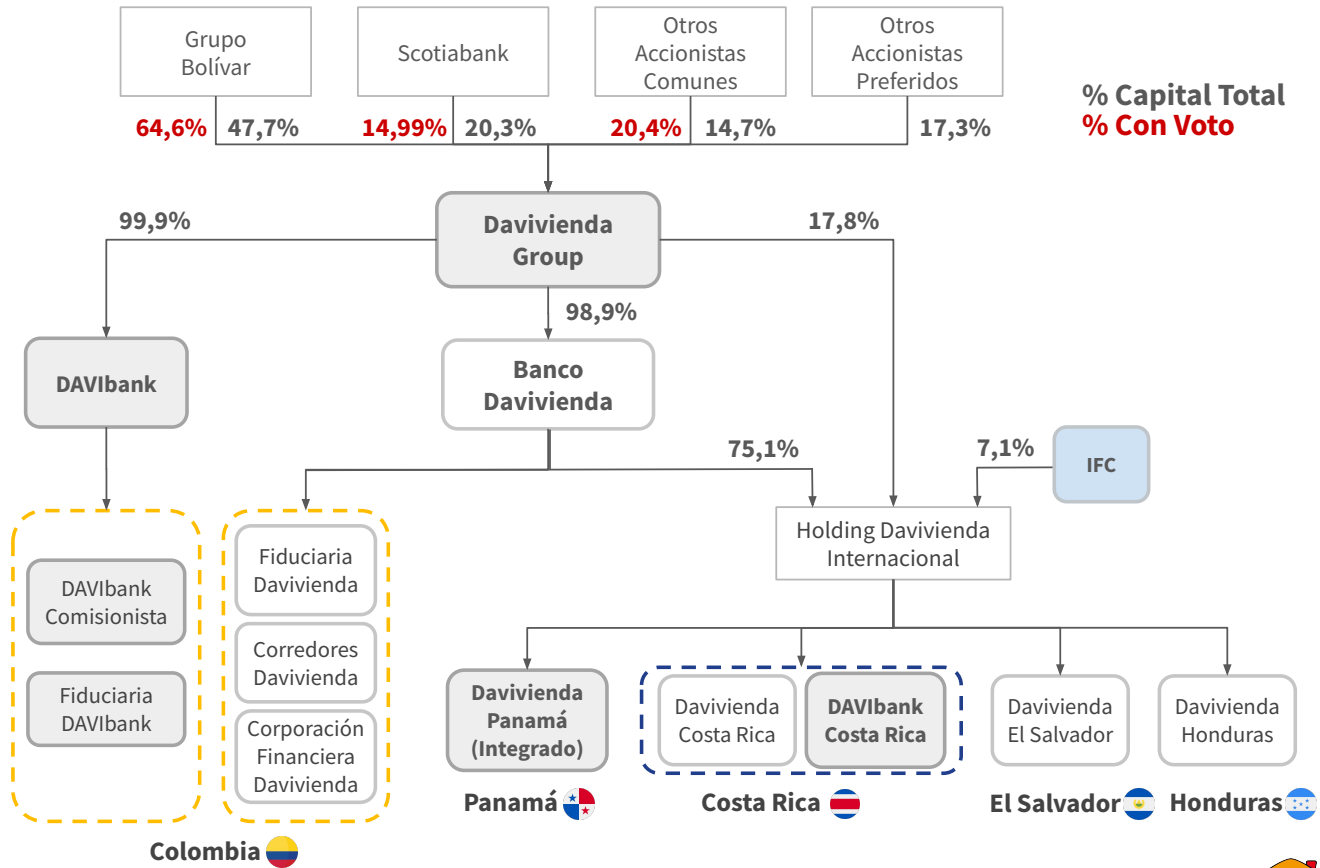 Grupo
Bolívar
Scotiabank
Otros
Accionistas
Comunes
Otros
Accionistas
Preferidos
% Capital Total
% Con Voto
64,6% 47,7%
14,99% 20,3%
20,4% 14,7%
17,3%
99,9%
Davivienda
Group
17,8%
98,9%
DAVIbank
Banco
Davivienda
75,1%
7,1%
IFC
Holding Davivienda
Internacional
DAVIbank
Comisionista
Fiduciaria
DAVIbank
Fiduciaria
Davivienda
Corredores
Davivienda
Corporación
Financiera
Davivienda
Colombia
Davivienda
Panamá
(Integrado)
Panamá
Davivienda
Costa Rica
DAVIbank
Costa Rica
Costa Rica
Davivienda
El Salvador
El Salvador
Davivienda
Honduras
Honduras